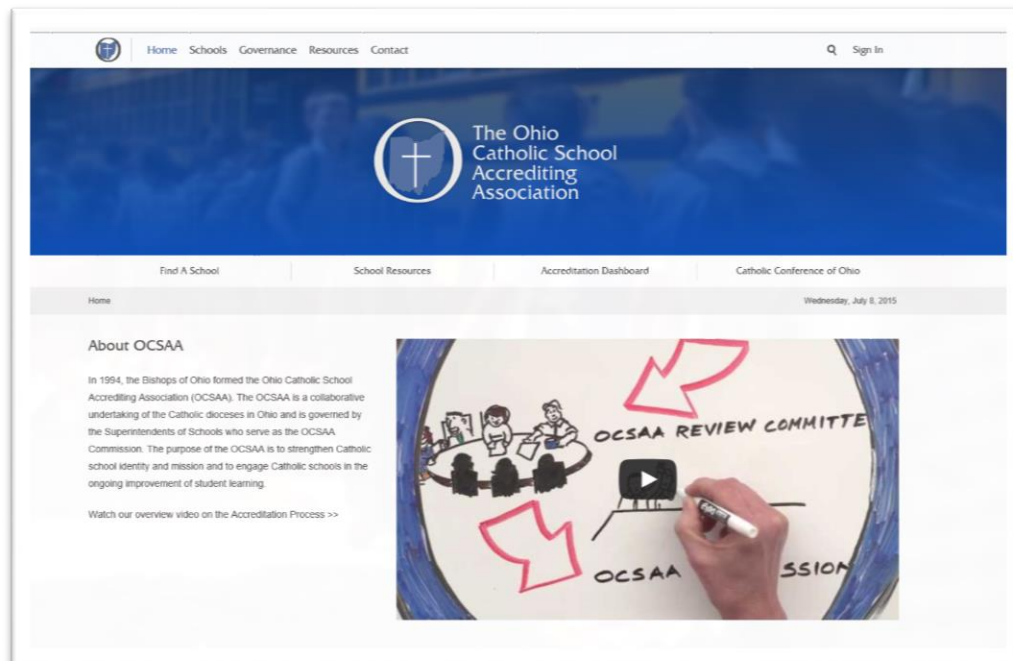 Home Schools Governance Resources Contact Sign In
The Ohio
Catholic School
Accrediting
Association
Find A School School Resources Accreditation Dashboard Catholic Conference of Ohio
Home Wednesday, July 8, 2015
About OCSAA
In 1994, the Bishops of Ohio formed the Ohio Catholic School
Accrediting Association (OCSAA). The OCSAA is a collaborative
undertaking of the Catholic dioceses in Ohio and is governed by
the Superintendents of Schools who serve as the OCSAA
Commission. The purpose of the OCSAA is to strengthen Catholic
school identity and mission and to engage Catholic schools in the
ongoing improvement of student learning.
Watch our overview video on the Accreditation Process >>
OCSAA REVIEW COMMITTE
OCSAA SSION
EXPO